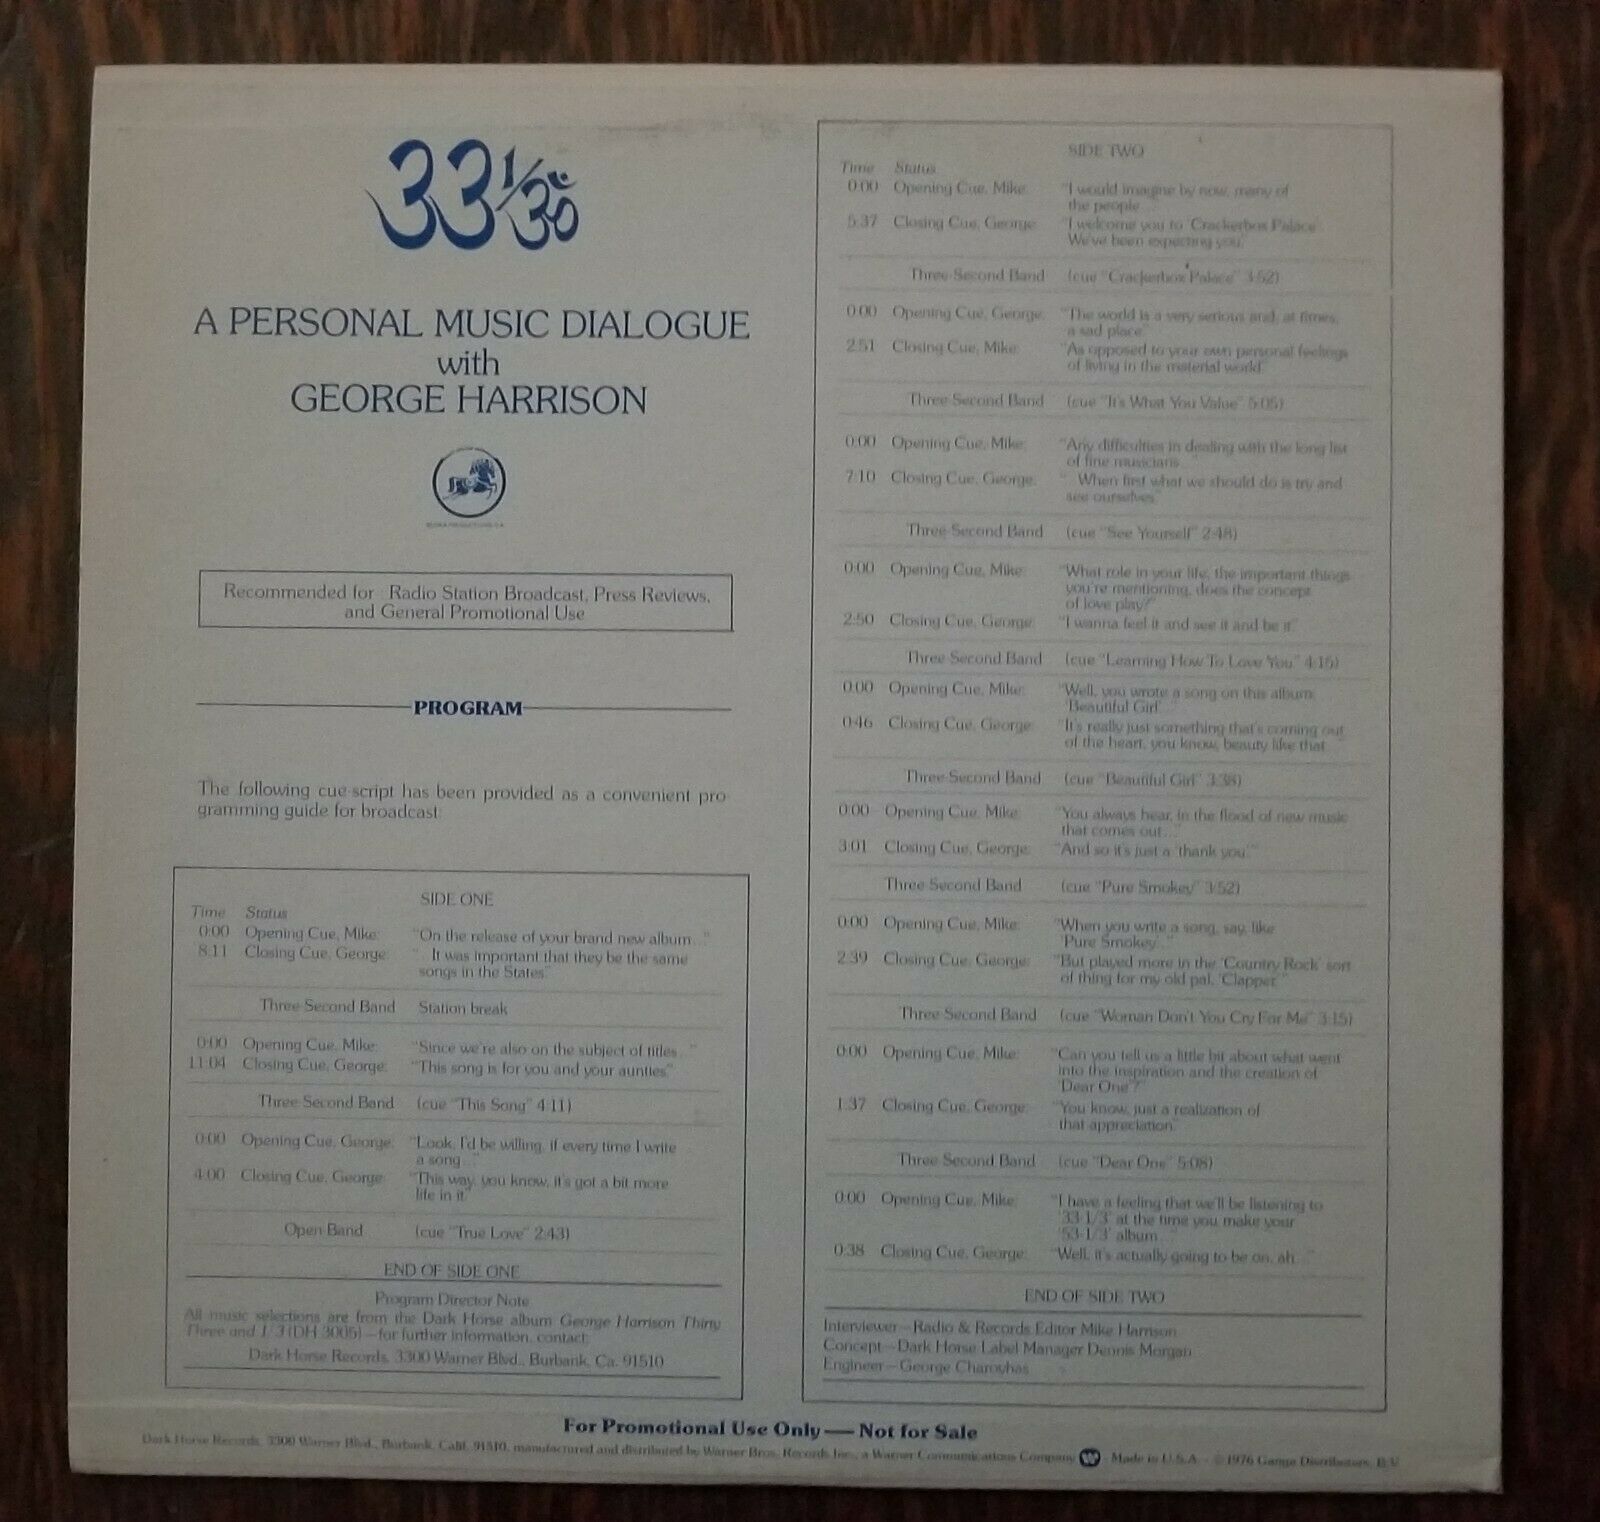 33 1/3
A PERSONAL MUSIC DIALOGUE
with
GEORGE HARRISON
Recommended for : Radio Station Broadcast, Press Reviews,
and General Promotional Use
PROGRAM
The following cue-script has been provided as a convenient pro
gramming guide for broadcast:
SIDE ONE
Time Status
0:00 Opening Cue, Mike: "On the release of your brand new album..."
8:11 Closing Cue, George: " It was important that they be the same
songs in the States."
Three-Second Band Station break
0:00 Opening Cue, Mike: "Since we're also on the subject of titles..."
11:04 Closing Cue, George: "This song is for you and your aunties."
Three-Second Band (cue "This Song" 4:11)
0:00 Opening Cue, George: "Look, I'd be willing, if every time I write
a song..."
4:00 Closing Cue, George: "This way, you know, it's got a bit more
life in it."
Open Band (cue "True Love" 2:43)
END OF SIDE ONE
Program Director Note
All music selections are from the Dark Horse album George Harrison Thirty
Three and 1/3 (DH 3005)—for further information, contact:
Dark Horse Records, 3300 Warner Blvd., Burbank, Ca. 91510
SIDE TWO
Time Status
0:00 Opening Cue, Mike: "I would imagine by now, many of
the people
5:37 Closing Cue, George: "I welcome you to 'Crackerbox Palace'.
We've been expecting you."
Three-Second Band (cue "Crackerbox Palace" 3:52)
0:00 Opening Cue, George: "The world is a very serious and, at times,
a sad place"
2:51 Closing Cue, Mike: "As opposed to your own personal feelings
of living in the material world"
Three-Second Band (cue "It's What You Value" 5:05)
0:00 Opening Cue, Mike: "Any difficulties in dealing with the long list
of fine musicians..."
7:10 Closing Cue, George: " When first what we should do is try and
see ourselves."
Three-Second Band (cue "See Yourself" 2:48)
0:00 Opening Cue, Mike: "What role in your life, the important things
you're mentioning, does the concept
of love play?"
2:50 Closing Cue, George: "I wanna feel it and see it and be it."
Three-Second Band (cue "Learning How To Love You" 4:15)
0:00 Opening Cue, Mike: "Well, you wrote a song on this album,
'Beautiful Girl'..."
0:46 Closing Cue, George: "It's really just something that's coming out
of the heart, you know, beauty like that
Three-Second Band (cue "Beautiful Girl" 3:38)
0:00 Opening Cue, Mike: "You always hear, in the flood of new music
that comes out..."
3:01 Closing Cue, George: "And so it's just a 'thank you.'"
Three Second Band (cue "Pure Smokey" 3:52)
0:00 Opening Cue, Mike: "When you write a song, say, like
'Pure Smokey'..."
2:39 Closing Cue, George: "But played more in the 'Country Rock' sort
of thing for my old pal, 'Clapper.'"
Three-Second Band (cue "Woman Don't You Cry For Me" 3:15)
0:00 Opening Cue, Mike: "Can you tell us a little bit about what went
into the inspiration and the creation of
'Dear One'?"
1:37 Closing Cue, George: "You know, just a realization of
that appreciation."
Three-Second Band (cue "Dear One" 5:08)
0:00 Opening Cue, Mike: "I have a feeling that we'll be listening to
'33-1/3' at the time you make your
'53-1/3' album..."
0:38 Closing Cue, George: "Well, it's actually going to be on, ah..."
END OF SIDE TWO
Interviewer—Radio & Records Editor Mike Harrison
Concept—Dark Horse Label Manager Dennis Morgan
Engineer—George Charouhas
For Promotional Use Only — Not for Sale
Dark Horse Records, 3300 Warner Blvd., Burbank, Calif. 91510, manufactured and distributed by Warner Bros. Records Inc., a Warner Communications Company W · Made in U.S.A. · © 1976 Ganga Distributors, B.V.